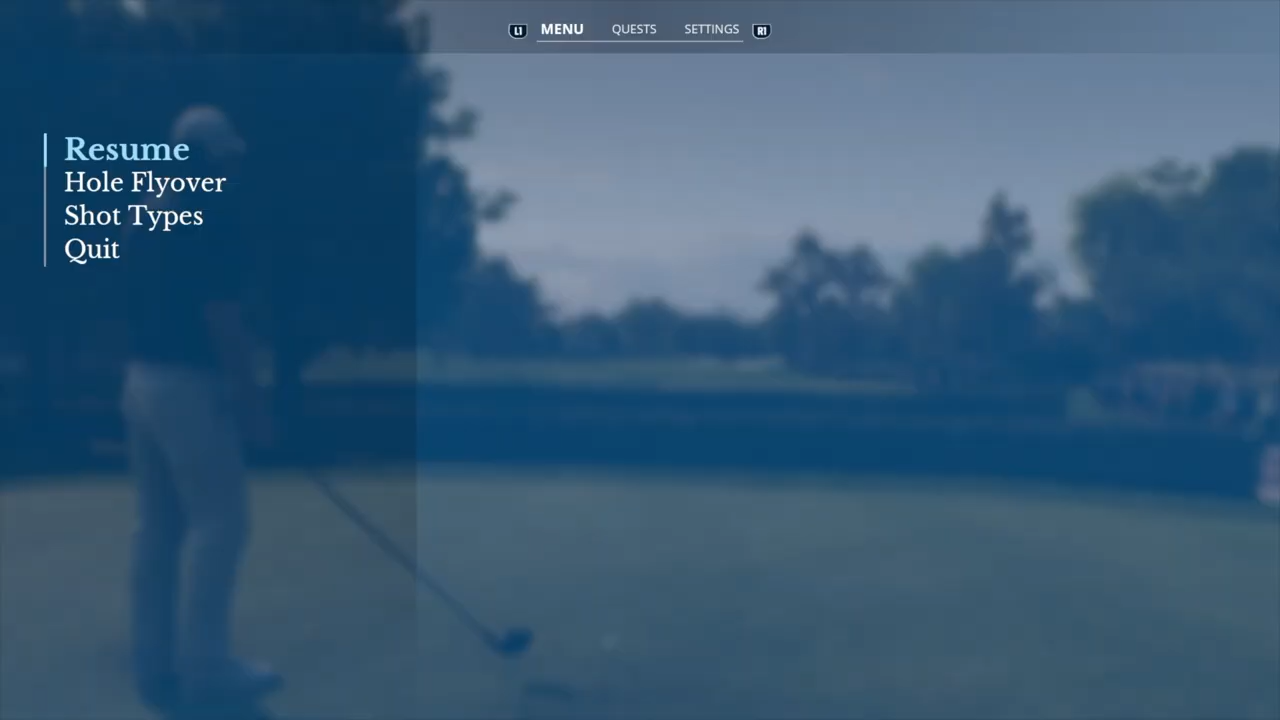 L1 MENU QUESTS SETTINGS R1
Resume
Hole Flyover
Shot Types
Quit